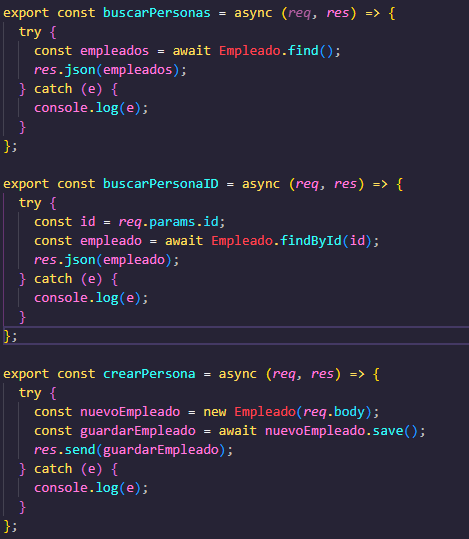 export const buscarPersonas = async (req, res) => {
  try {
    const empleados = await Empleado.find();
    res.json(empleados);
  } catch (e) {
    console.log(e);
  }
};

export const buscarPersonaID = async (req, res) => {
  try {
    const id = req.params.id;
    const empleado = await Empleado.findById(id);
    res.json(empleado);
  } catch (e) {
    console.log(e);
  }
};

export const crearPersona = async (req, res) => {
  try {
    const nuevoEmpleado = new Empleado(req.body);
    const guardarEmpleado = await nuevoEmpleado.save();
    res.send(guardarEmpleado);
  } catch (e) {
    console.log(e);
  }
};